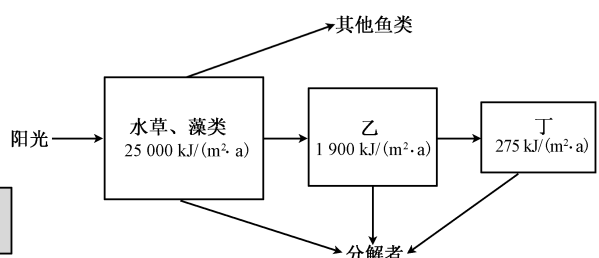 其他鱼类
阳光
水草、藻类
25 000 kJ/(m²· a)
乙
1 900 kJ/(m²· a)
丁
275 kJ/(m²· a)
分解者